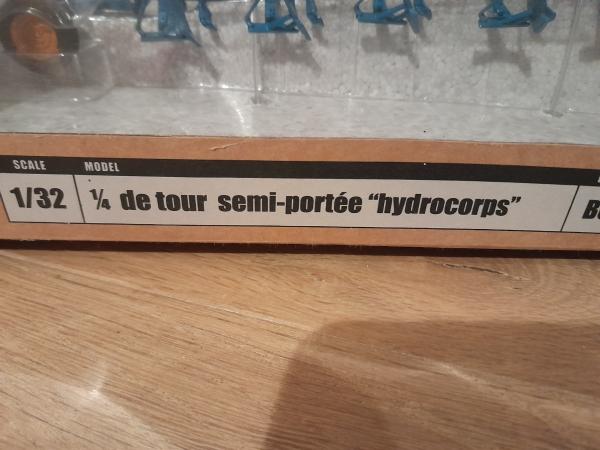 SCALE MODEL
1/32 ¼ de tour semi-portée “hydrocorps”